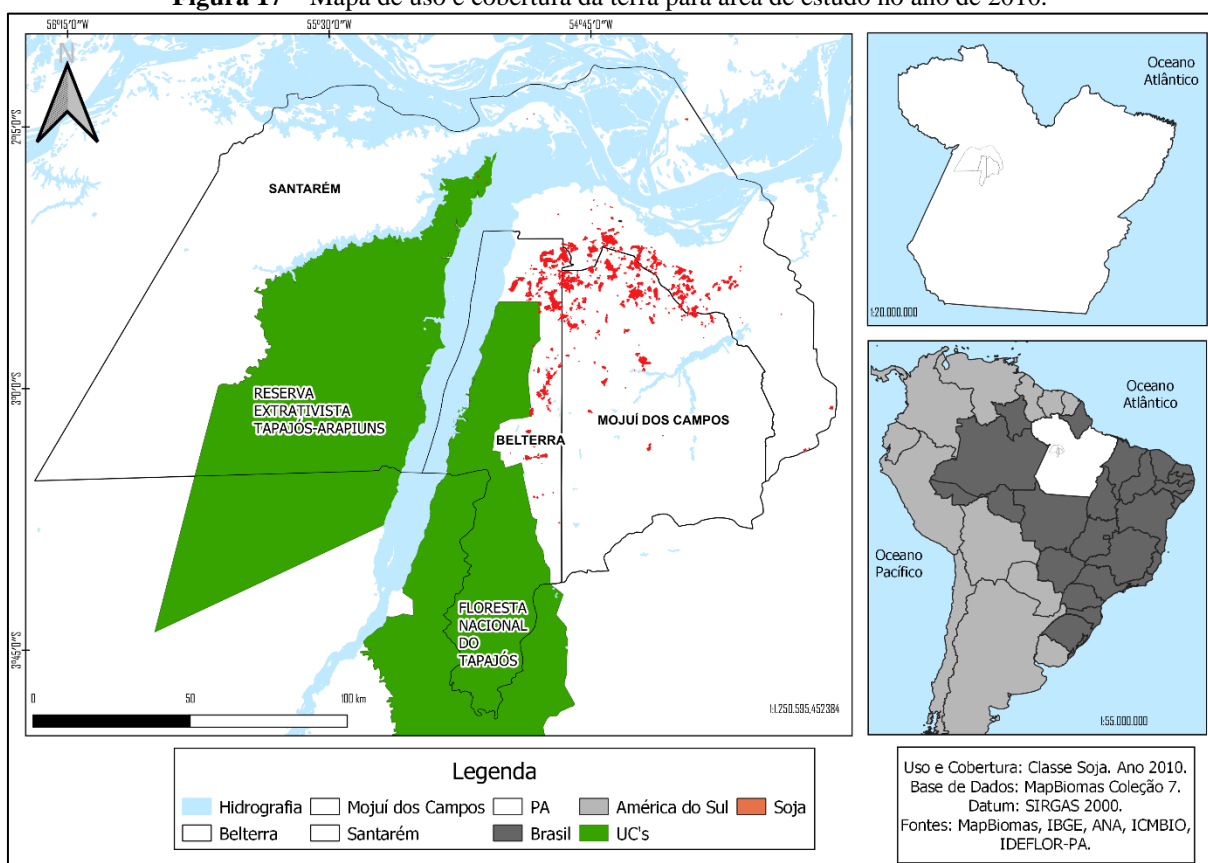 Figura 17 – Mapa de uso e cobertura da terra para área de estudo no ano de 2010.
56°15'0"W
55°30'0"W
54°45'0"W
N
2°15'0"S
3°0'0"S
3°45'0"S
SANTARÉM
RESERVA
EXTRATIVISTA
TAPAJÓS-ARAPIUNS
BELTERRA
MOJUÍ DOS CAMPOS
FLORESTA
NACIONAL
DO
TAPAJÓS
0
50
100 km
1:1.250.595,452384
Oceano
Atlântico
1:20.000.000
Oceano
Atlântico
Oceano
Pacífico
1:55.000.000
Legenda
Hidrografia
Mojuí dos Campos
PA
América do Sul
Soja
Belterra
Santarém
Brasil
UC's
Uso e Cobertura: Classe Soja. Ano 2010.
Base de Dados: MapBiomas Coleção 7.
Datum: SIRGAS 2000.
Fontes: MapBiomas, IBGE, ANA, ICMBIO,
IDEFLOR-PA.